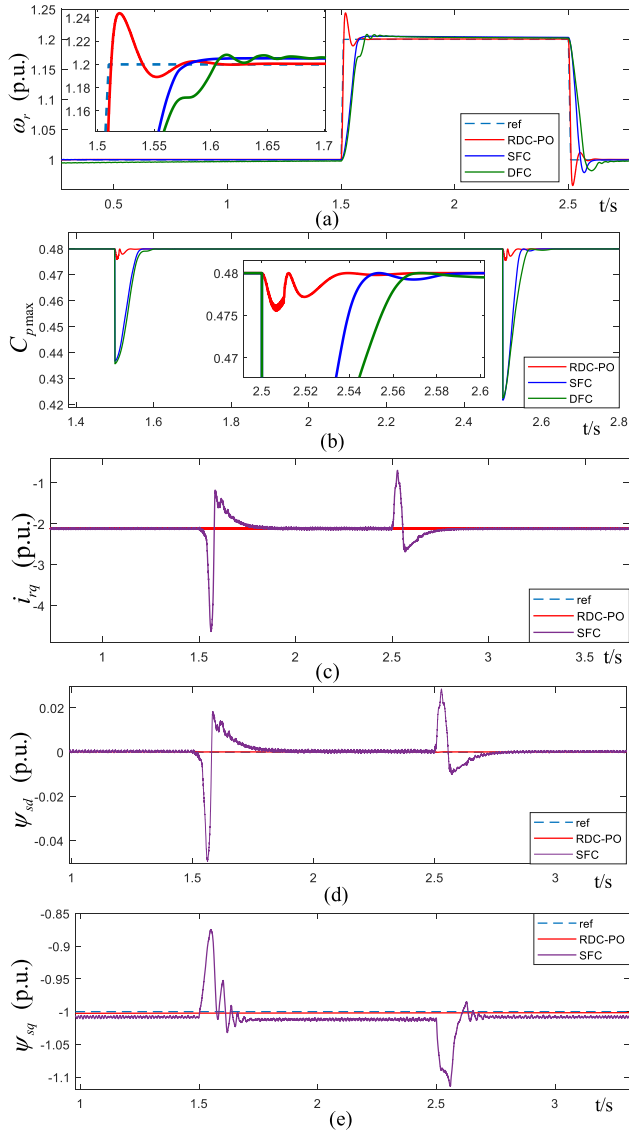 1.25
1.2
1.15
1.1
1.05
1
ω_r (p.u.)
1.24
1.22
1.20
1.18
1.16
1.5
1.55
1.6
1.65
1.7
ref
RDC-PO
SFC
DFC
0.5
1
1.5
2
2.5
t/s
(a)
0.48
0.47
0.46
0.45
0.44
0.43
0.42
C_{p max}
0.48
0.475
0.47
2.5
2.52
2.54
2.56
2.58
2.6
RDC-PO
SFC
DFC
1.4
1.6
1.8
2
2.2
2.4
2.6
2.8
t/s
(b)
-1
-2
-3
-4
i_{rq} (p.u.)
ref
RDC-PO
SFC
1
1.5
2
2.5
3
3.5
t/s
(c)
0.02
0
-0.02
-0.04
ψ_{sd} (p.u.)
ref
RDC-PO
SFC
1
1.5
2
2.5
3
t/s
(d)
-0.85
-0.9
-0.95
-1
-1.05
-1.1
ψ_{sq} (p.u.)
ref
RDC-PO
SFC
1
1.5
2
2.5
3
t/s
(e)